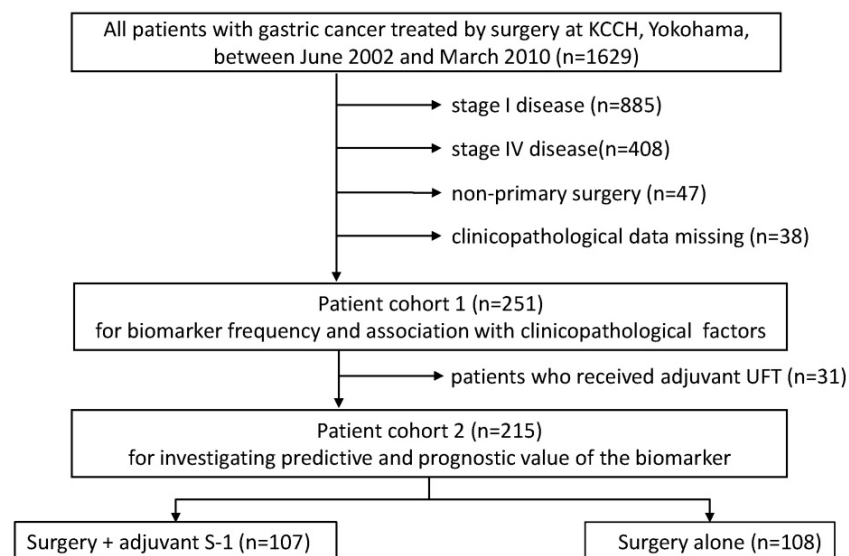 All patients with gastric cancer treated by surgery at KCCH, Yokohama,
between June 2002 and March 2010 (n=1629)
stage I disease (n=885)
stage IV disease(n=408)
non-primary surgery (n=47)
clinicopathological data missing (n=38)
Patient cohort 1 (n=251)
for biomarker frequency and association with clinicopathological factors
patients who received adjuvant UFT (n=31)
Patient cohort 2 (n=215)
for investigating predictive and prognostic value of the biomarker
Surgery + adjuvant S-1 (n=107)
Surgery alone (n=108)